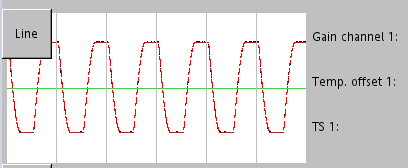 Line
Gain channel 1:
Temp. offset 1:
TS 1: